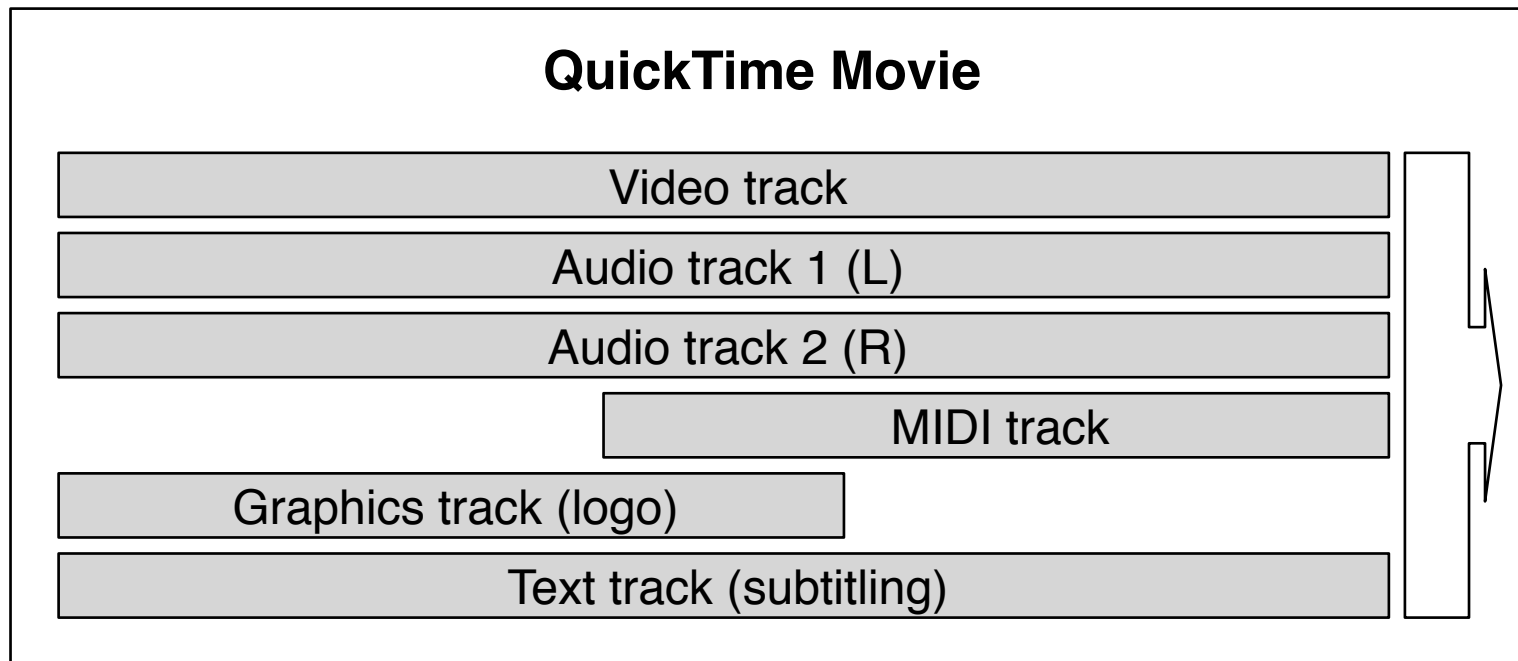 QuickTime Movie
Video track
Audio track 1 (L)
Audio track 2 (R)
MIDI track
Graphics track (logo)
Text track (subtitling)